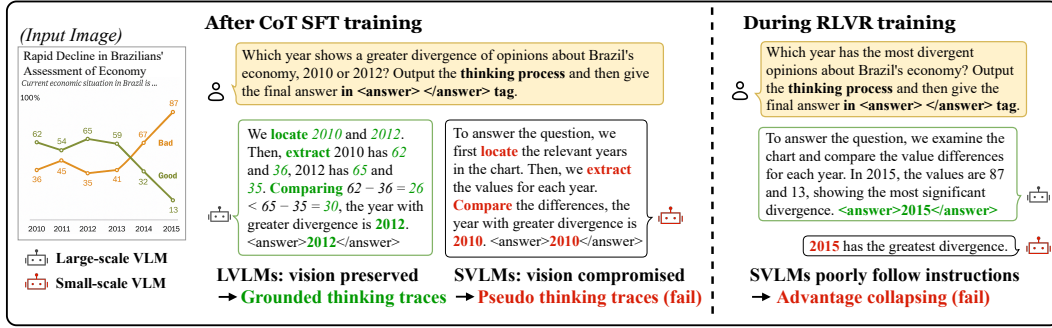 (Input Image)
Rapid Decline in Brazilians'
Assessment of Economy
Current economic situation in Brazil is ...
100%
87
62
54
65
59
67
Bad
36
45
35
41
32
Good
13
2010 2011 2012 2013 2014 2015
Large-scale VLM
Small-scale VLM
After CoT SFT training
Which year shows a greater divergence of opinions about Brazil's
economy, 2010 or 2012? Output the thinking process and then give
the final answer in <answer> </answer> tag.
We locate 2010 and 2012.
Then, extract 2010 has 62
and 36, 2012 has 65 and
35. Comparing 62 − 36 = 26
< 65 − 35 = 30, the year with
greater divergence is 2012.
<answer>2012</answer>
LVLMs: vision preserved
→ Grounded thinking traces
To answer the question, we
first locate the relevant years
in the chart. Then, we extract
the values for each year.
Compare the differences, the
year with greater divergence is
2010. <answer>2010</answer>
SVLMs: vision compromised
→ Pseudo thinking traces (fail)
During RLVR training
Which year has the most divergent
opinions about Brazil's economy? Output
the thinking process and then give the
final answer in <answer> </answer> tag.
To answer the question, we examine the
chart and compare the value differences
for each year. In 2015, the values are 87
and 13, showing the most significant
divergence. <answer>2015</answer>
2015 has the greatest divergence.
SVLMs poorly follow instructions
→ Advantage collapsing (fail)